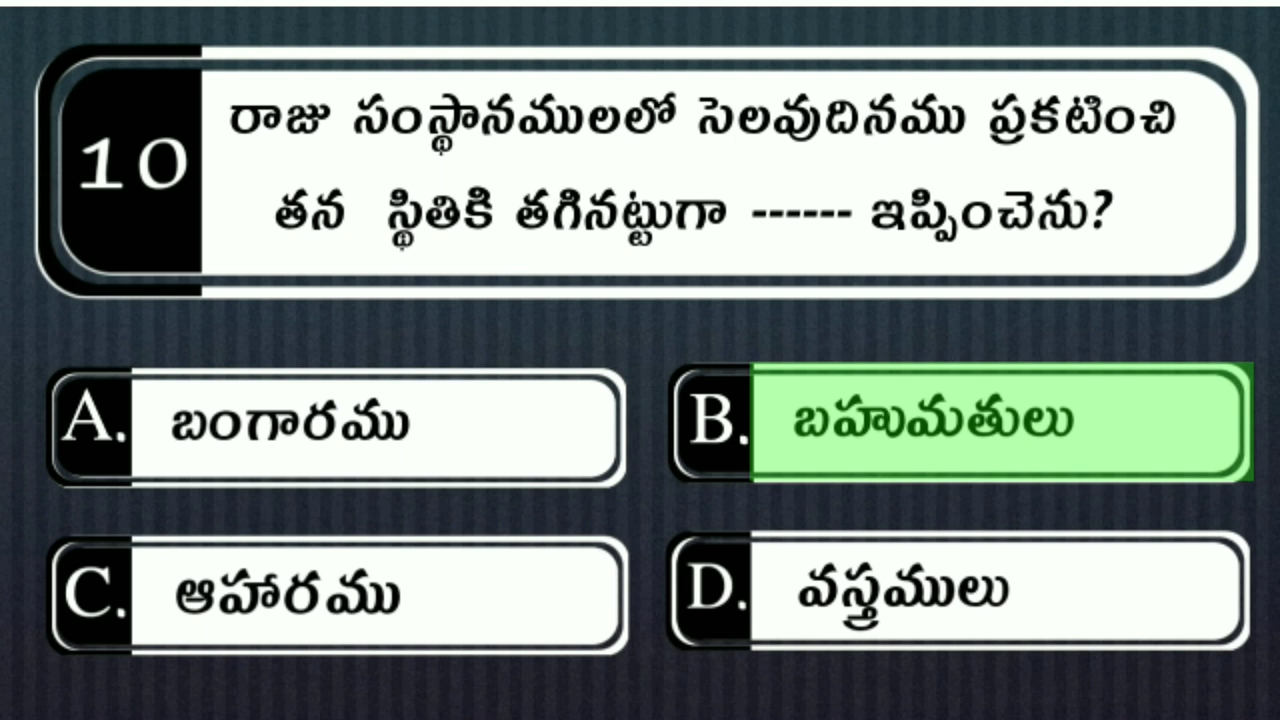 10
రాజు సంస్థానములలో సెలవుదినము ప్రకటించి
తన స్థితికి తగినట్టుగా ------ ఇప్పించెను?
A. బంగారము
B. బహుమతులు
C. ఆహారము
D. వస్త్రములు